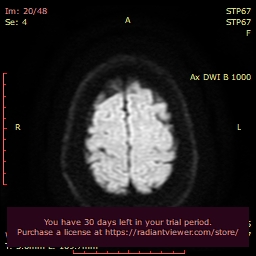 Im: 20/48
Se: 4
STP67
STP67
F
A
Ax DWI B 1000
R
L
You have 30 days left in your trial period.
Purchase a license at https://radiantviewer.com/store/